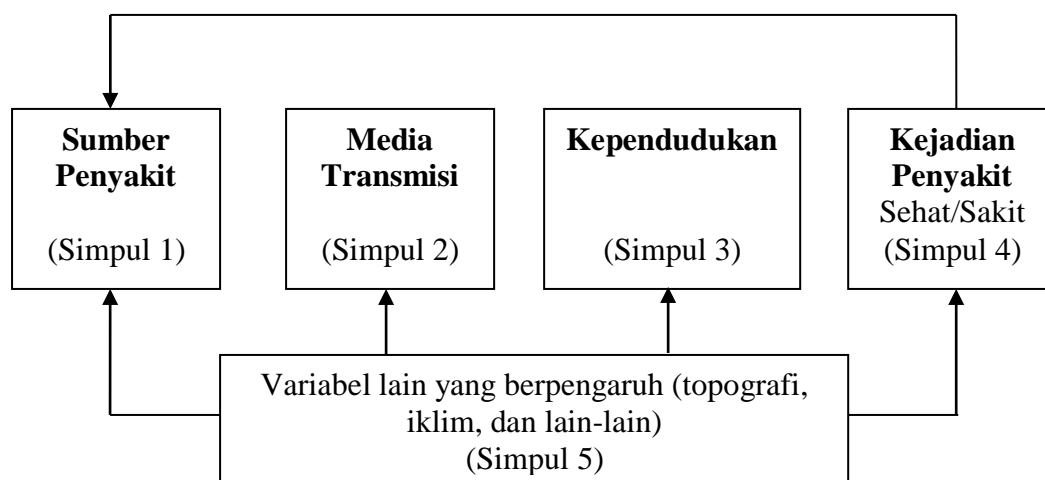 Sumber
Penyakit
(Simpul 1)
Media
Transmisi
(Simpul 2)
Kependudukan
(Simpul 3)
Kejadian
Penyakit
Sehat/Sakit
(Simpul 4)
Variabel lain yang berpengaruh (topografi,
iklim, dan lain-lain)
(Simpul 5)